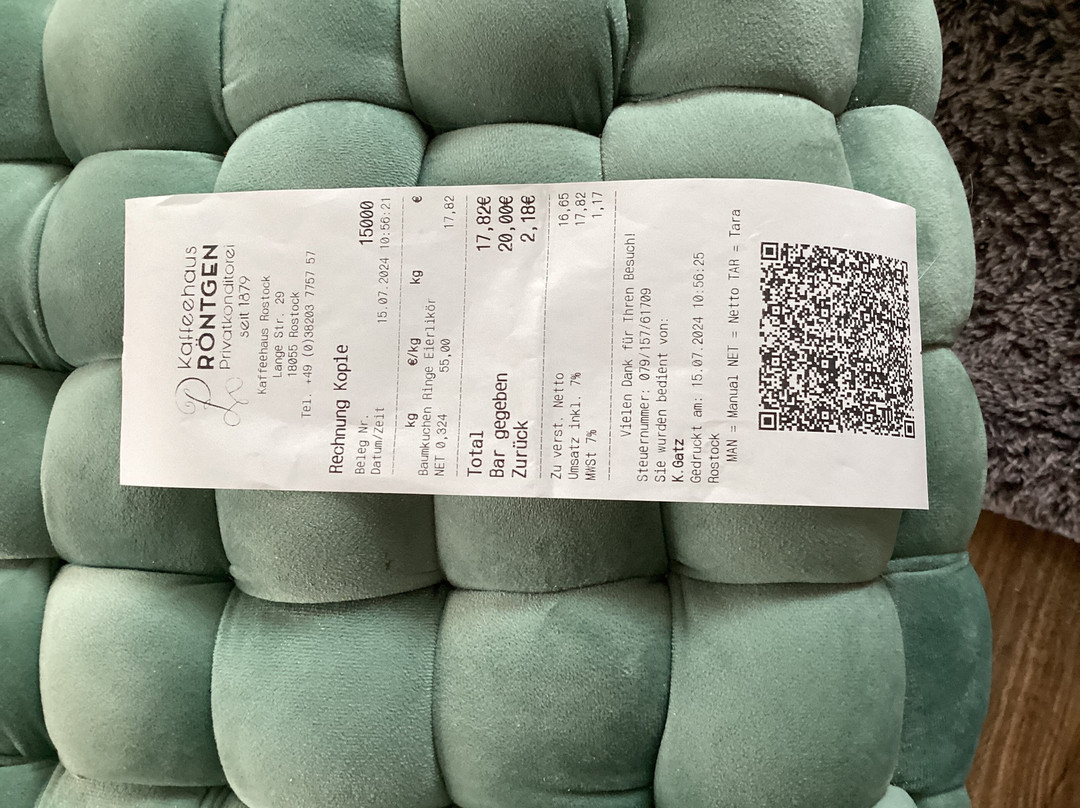 Kaffeehaus
RÖNTGEN
Privatkonditorei
seit 1879
Kaffeehaus Rostock
Lange Str. 29
18055 Rostock
Tel. +49 (0)38203 7757 57
Rechnung Kopie
Beleg Nr. 15000
Datum/Zeit 15.07.2024 10:56:21
kg €/kg kg €
Baumkuchen Ringe Eierlikör
NET 0,324 55,00 17,82
Total 17,82€
Bar gegeben 20,00€
Zurück 2,18€
Zu verst. Netto 16,65
Umsatz inkl. 7% 17,82
MWSt 7% 1,17
Vielen Dank für Ihren Besuch!
Steuernummer: 079/157/61709
Sie wurden bedient von:
K.Gatz
Gedruckt am: 15.07.2024 10:56:25
Rostock
MAN = Manual NET = Netto TAR = Tara